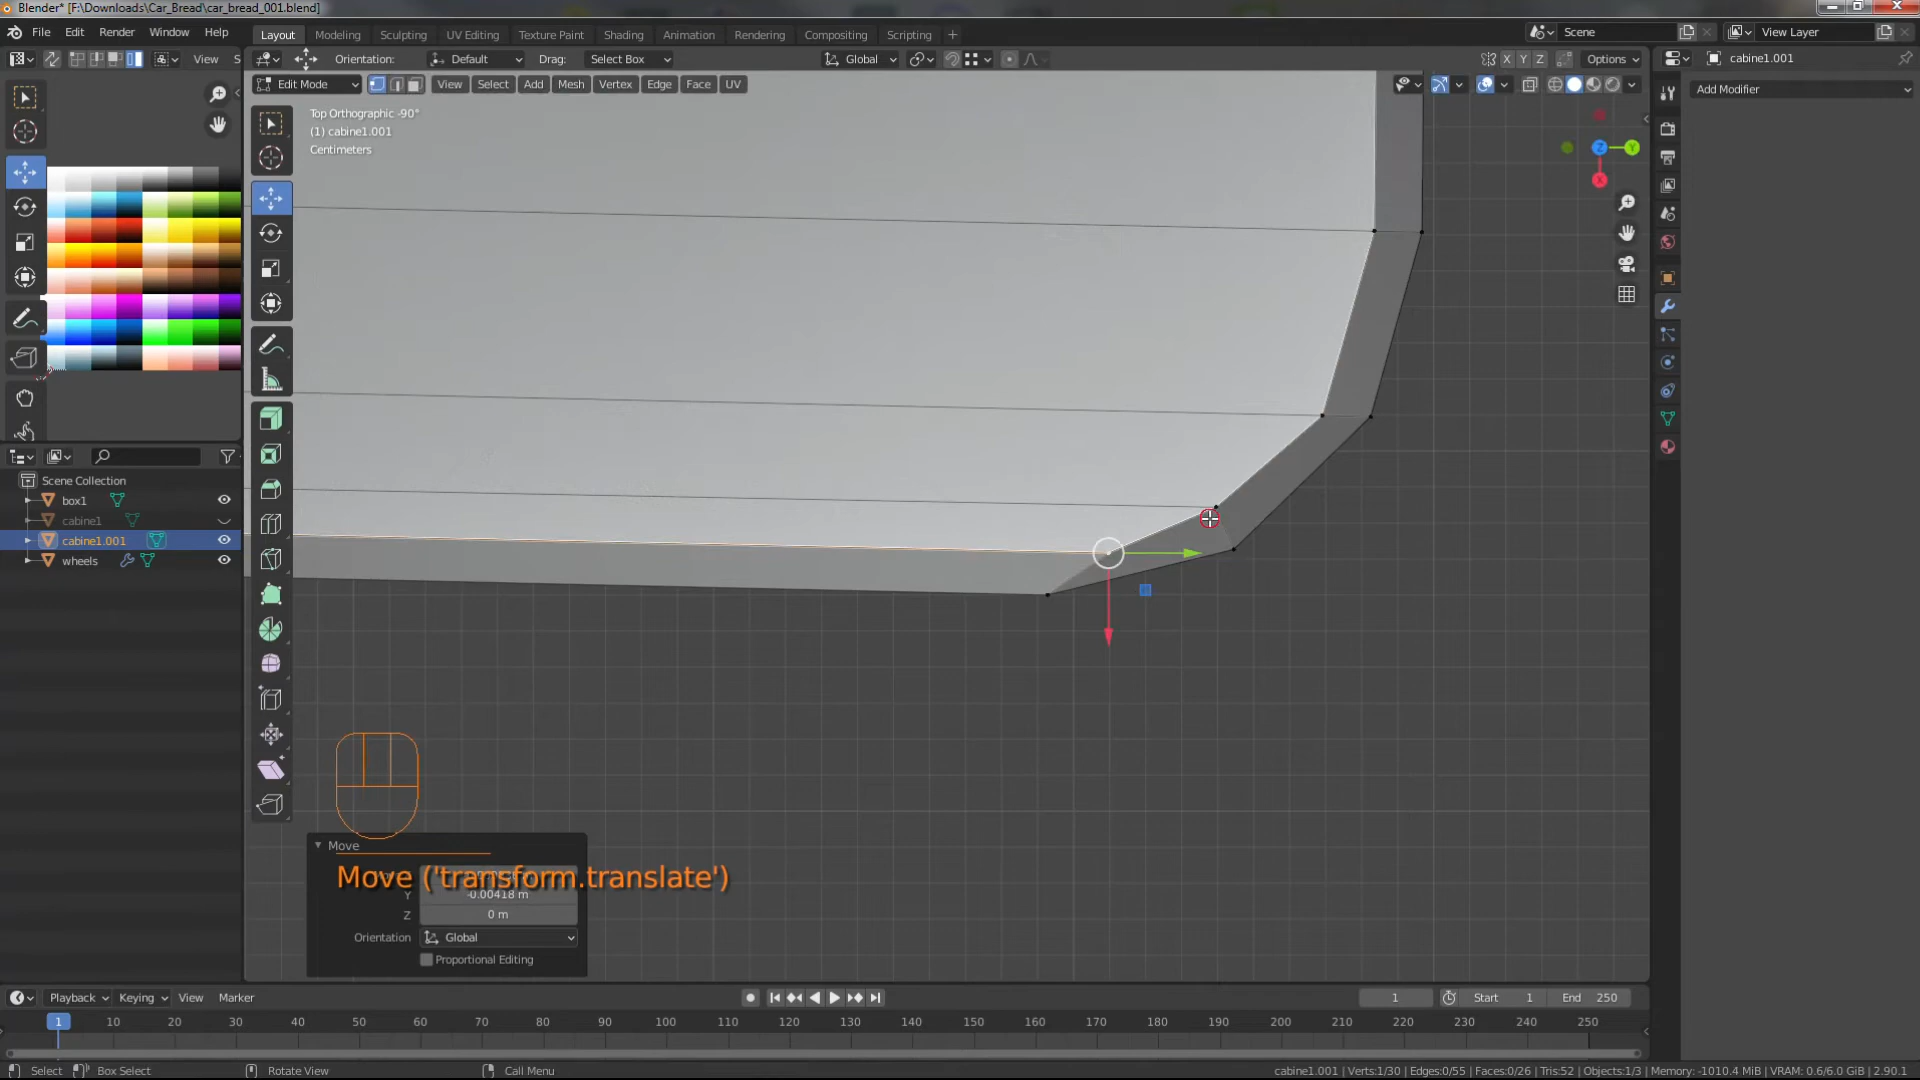 Blender* [F:\Downloads\Car_Bread\car_bread_001.blend]
File Edit Render Window Help
Layout Modeling Sculpting UV Editing Texture Paint Shading Animation Rendering Compositing Scripting +
Scene
View Layer
View S
Orientation: Default Drag: Select Box
Global
X Y Z Options
cabine1.001
Edit Mode
View Select Add Mesh Vertex Edge Face UV
Add Modifier
Top Orthographic -90°
(1) cabine1.001
Centimeters
Z Y
X
Scene Collection
box1
cabine1
cabine1.001
wheels
Move
Move ('transform.translate')
Y -0.00418 m
Z 0 m
Orientation Global
Proportional Editing
Playback Keying View Marker
1 Start 1 End 250
1 10 20 30 40 50 60 70 80 90 100 110 120 130 140 150 160 170 180 190 200 210 220 230 240 250
Select Box Select Rotate View Call Menu
cabine1.001 | Verts:1/30 | Edges:0/55 | Faces:0/26 | Tris:52 | Objects:1/3 | Memory: -1010.4 MiB | VRAM: 0.6/6.0 GiB | 2.90.1